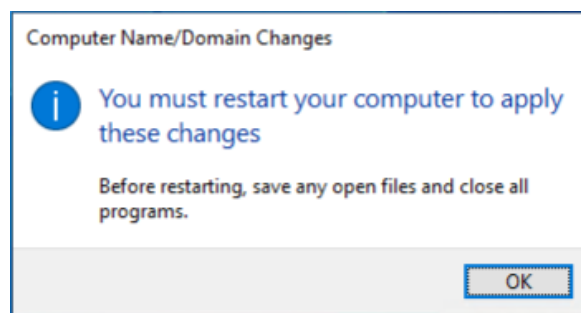 Computer Name/Domain Changes
You must restart your computer to apply
these changes
Before restarting, save any open files and close all
programs.
OK